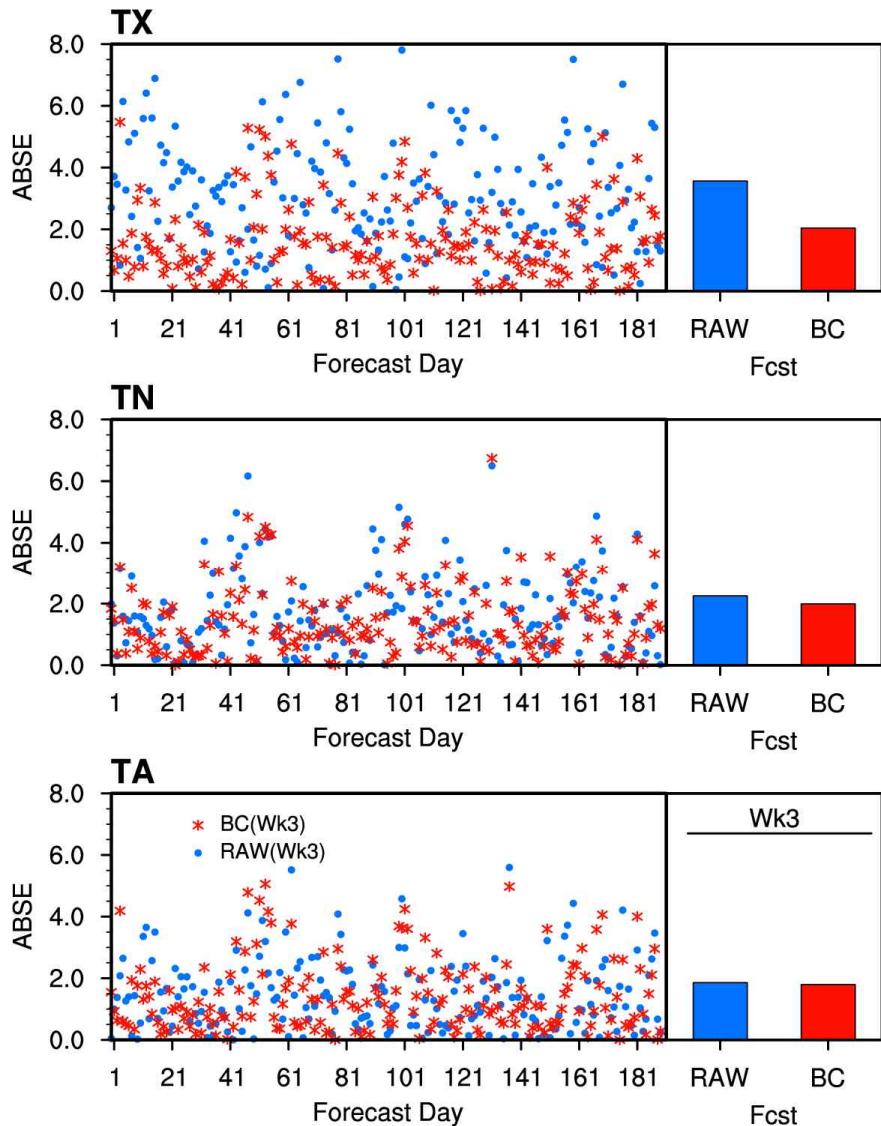 TX
8.0
6.0
4.0
2.0
0.0
ABSE
1 21 41 61 81 101 121 141 161 181
RAW BC
Forecast Day
Fcst
TN
8.0
6.0
4.0
2.0
0.0
ABSE
1 21 41 61 81 101 121 141 161 181
RAW BC
Forecast Day
Fcst
TA
8.0
6.0
4.0
2.0
0.0
ABSE
BC(Wk3)
RAW(Wk3)
Wk3
1 21 41 61 81 101 121 141 161 181
RAW BC
Forecast Day
Fcst